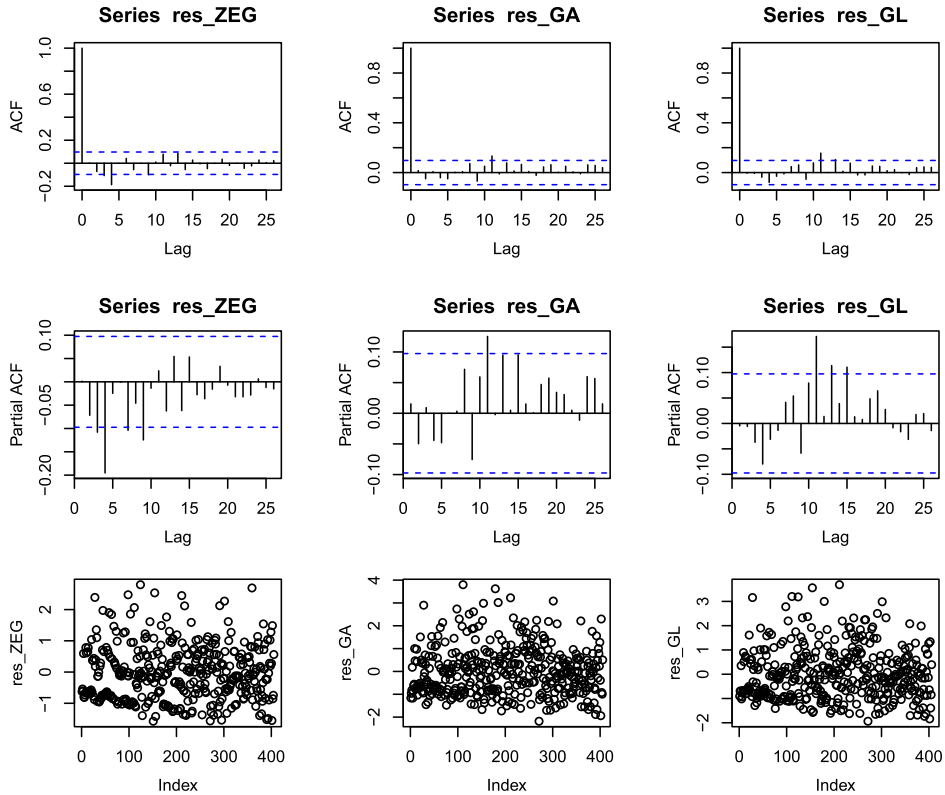 Series res_ZEG
Series res_GA
Series res_GL
ACF
−0.2 0.2 0.6 1.0
0 5 10 15 20 25
Lag
ACF
0.0 0.4 0.8
0 5 10 15 20 25
Lag
ACF
0.0 0.4 0.8
0 5 10 15 20 25
Lag
Series res_ZEG
Series res_GA
Series res_GL
Partial ACF
−0.20 −0.05 0.10
0 5 10 15 20 25
Lag
Partial ACF
−0.10 0.00 0.10
0 5 10 15 20 25
Lag
Partial ACF
−0.10 0.00 0.10
0 5 10 15 20 25
Lag
res_ZEG
−1 0 1 2
0 100 200 300 400
Index
res_GA
−2 0 2 4
0 100 200 300 400
Index
res_GL
−2 0 1 2 3
0 100 200 300 400
Index